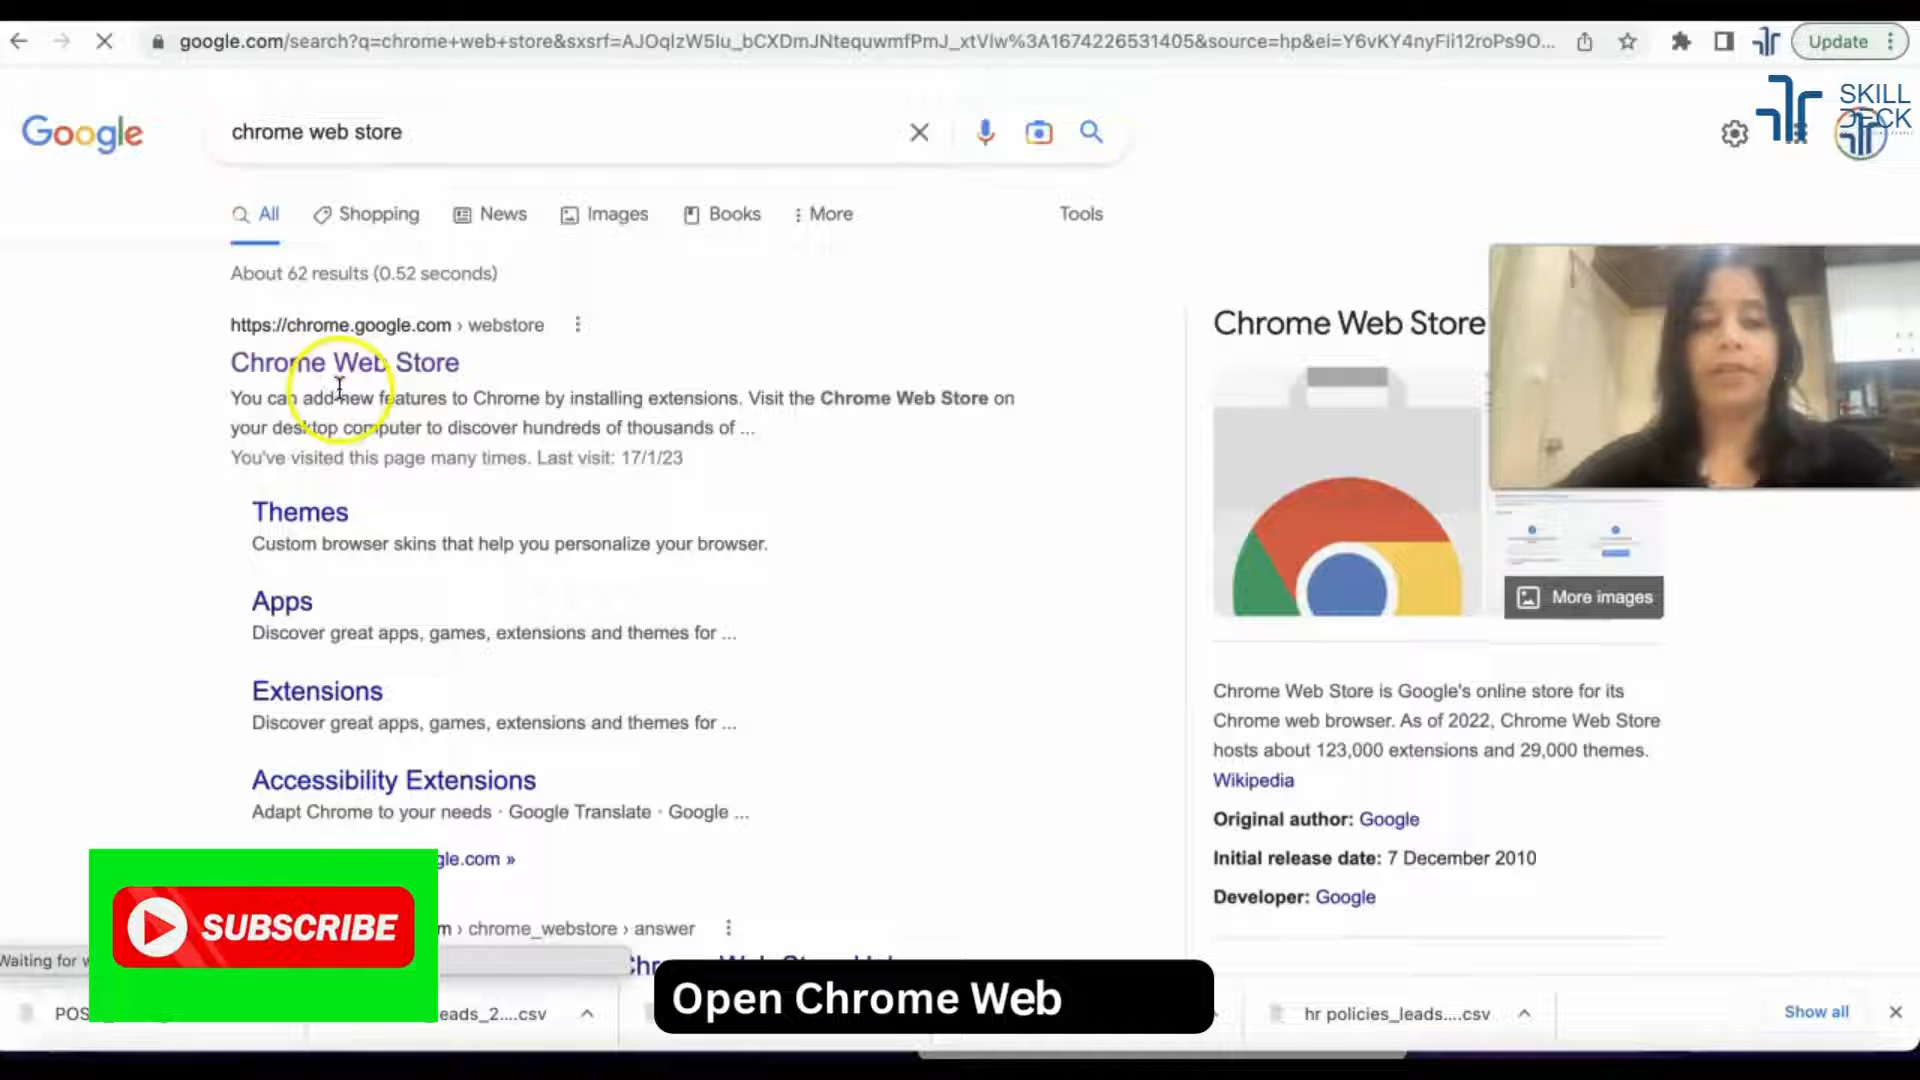 google.com/search?q=chrome+web+store&sxsrf=AJOqlzW5lu_bCXDmJNtequwmfPmJ_xtVlw%3A1674226531405&source=hp&ei=Y6vKY4nyFli12roPs9O...
Update
SKILL
DECK
Google
chrome web store
All
Shopping
News
Images
Books
More
Tools
About 62 results (0.52 seconds)
https://chrome.google.com › webstore
Chrome Web Store
You can add new features to Chrome by installing extensions. Visit the Chrome Web Store on
your desktop computer to discover hundreds of thousands of ...
You've visited this page many times. Last visit: 17/1/23
Themes
Custom browser skins that help you personalize your browser.
Apps
Discover great apps, games, extensions and themes for ...
Extensions
Discover great apps, games, extensions and themes for ...
Accessibility Extensions
Adapt Chrome to your needs · Google Translate · Google ...
gle.com »
m › chrome_webstore › answer
Chrome Web Store
More images
Chrome Web Store is Google's online store for its
Chrome web browser. As of 2022, Chrome Web Store
hosts about 123,000 extensions and 29,000 themes.
Wikipedia
Original author: Google
Initial release date: 7 December 2010
Developer: Google
SUBSCRIBE
Waiting for
Open Chrome Web
POS
eads_2....csv
hr policies_leads....csv
Show all